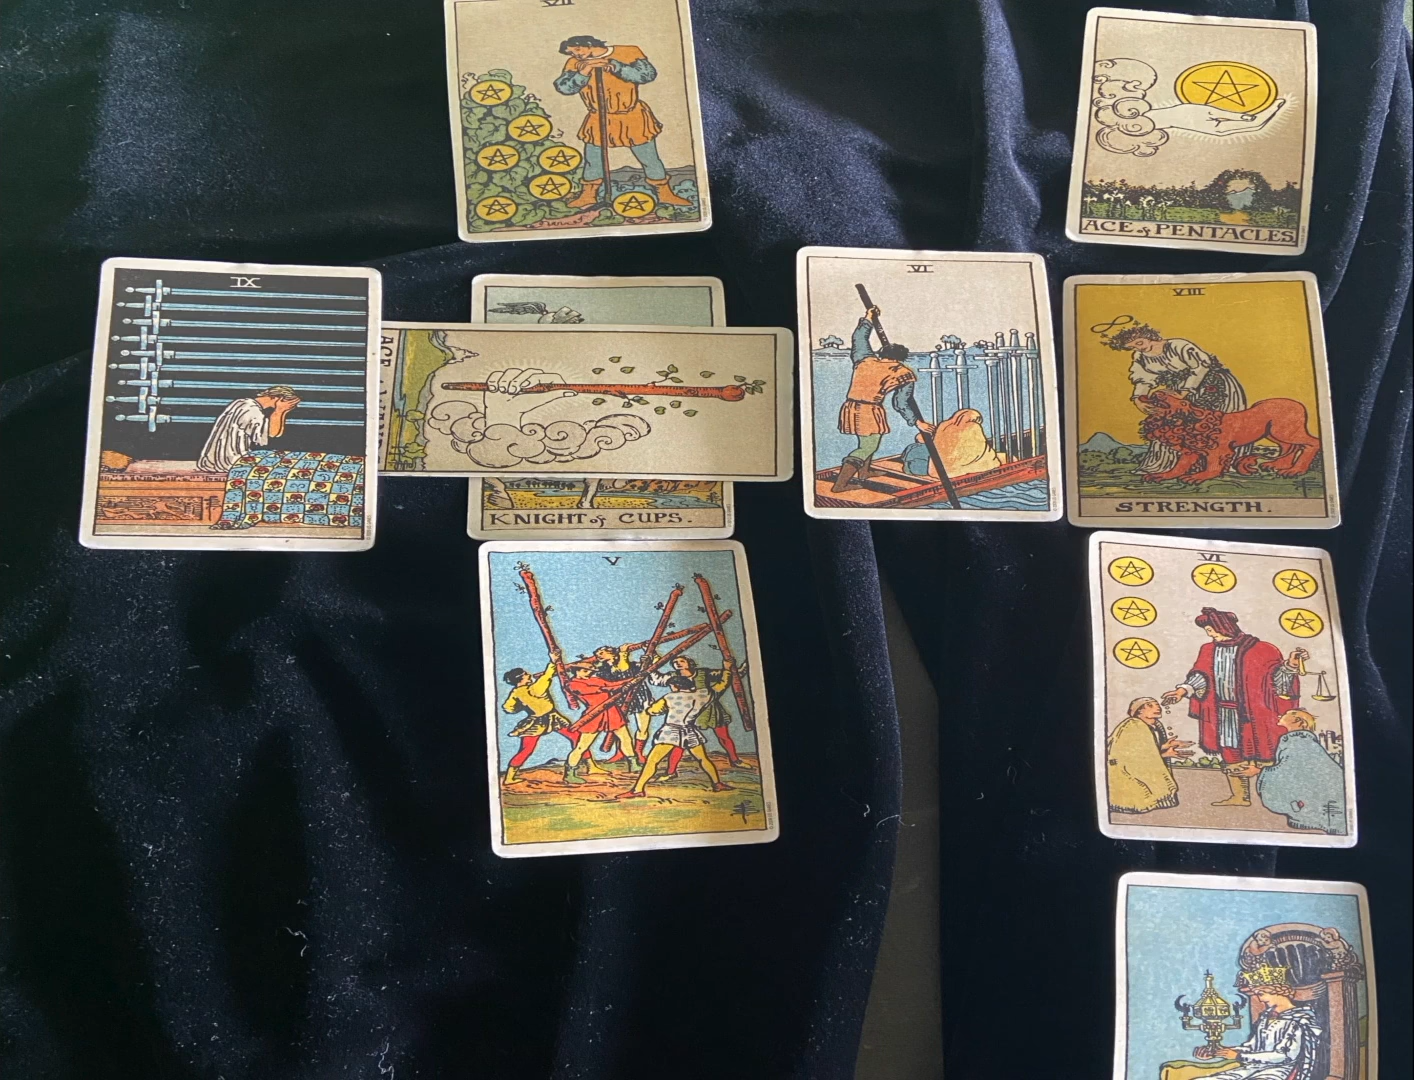 VII
ACE of PENTACLES
IX
VI
VIII
STRENGTH.
KNIGHT of CUPS.
V
VI